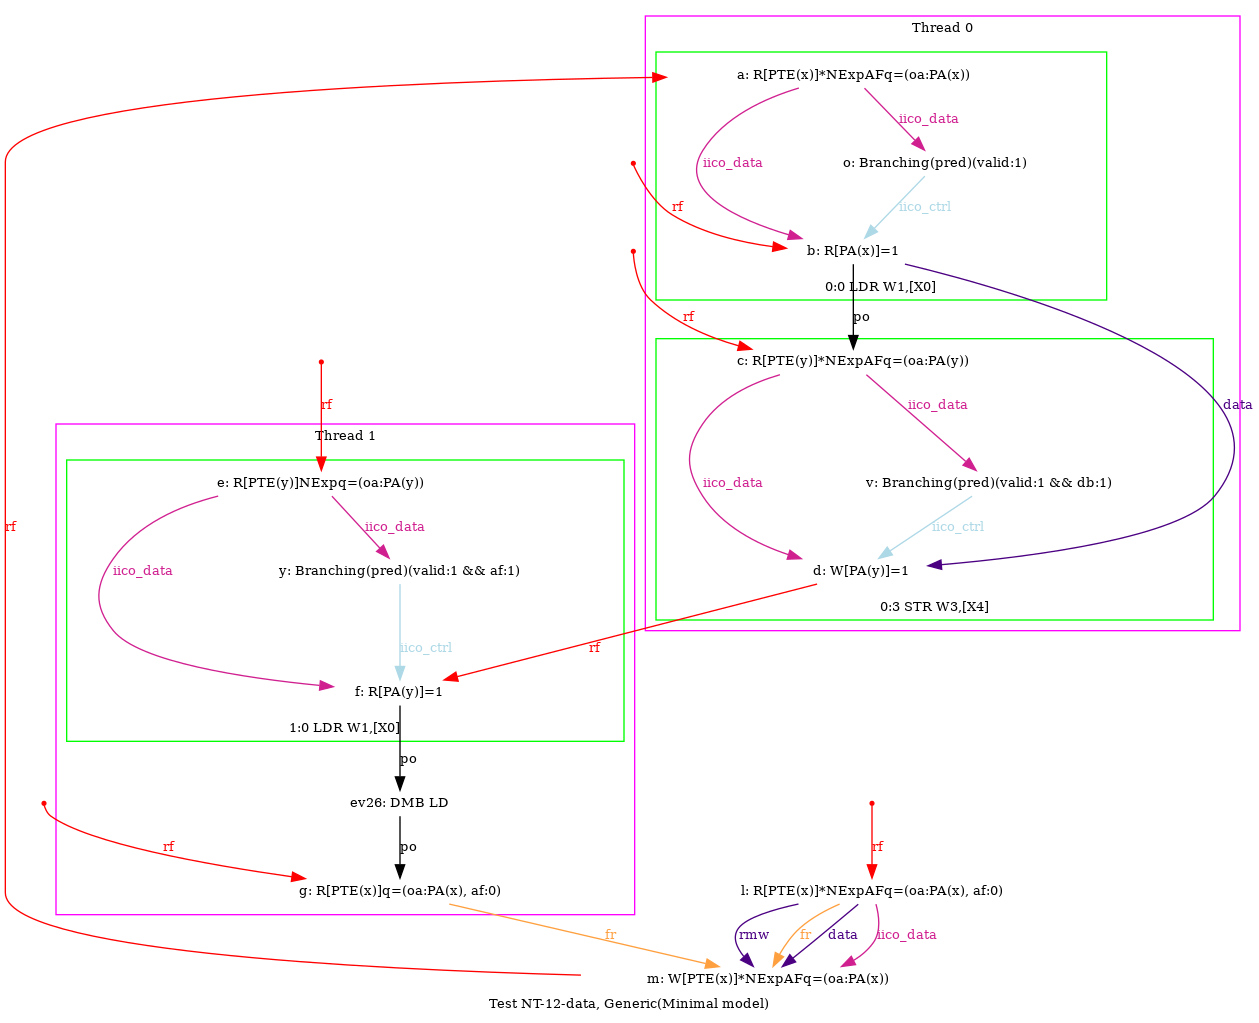 Thread 0
a: R[PTE(x)]*NExpAFq=(oa:PA(x))
iico_data
iico_data
o: Branching(pred)(valid:1)
iico_ctrl
rf
b: R[PA(x)]=1
0:0 LDR W1,[X0]
rf
po
c: R[PTE(y)]*NExpAFq=(oa:PA(y))
rf
iico_data
data
Thread 1
e: R[PTE(y)]NExpq=(oa:PA(y))
iico_data
v: Branching(pred)(valid:1 && db:1)
rf
iico_data
iico_ctrl
iico_data
y: Branching(pred)(valid:1 && af:1)
d: W[PA(y)]=1
0:3 STR W3,[X4]
iico_ctrl
rf
f: R[PA(y)]=1
1:0 LDR W1,[X0]
po
ev26: DMB LD
rf
po
rf
g: R[PTE(x)]q=(oa:PA(x), af:0)
l: R[PTE(x)]*NExpAFq=(oa:PA(x), af:0)
fr
rmw
fr
data
iico_data
m: W[PTE(x)]*NExpAFq=(oa:PA(x))
Test NT-12-data, Generic(Minimal model)